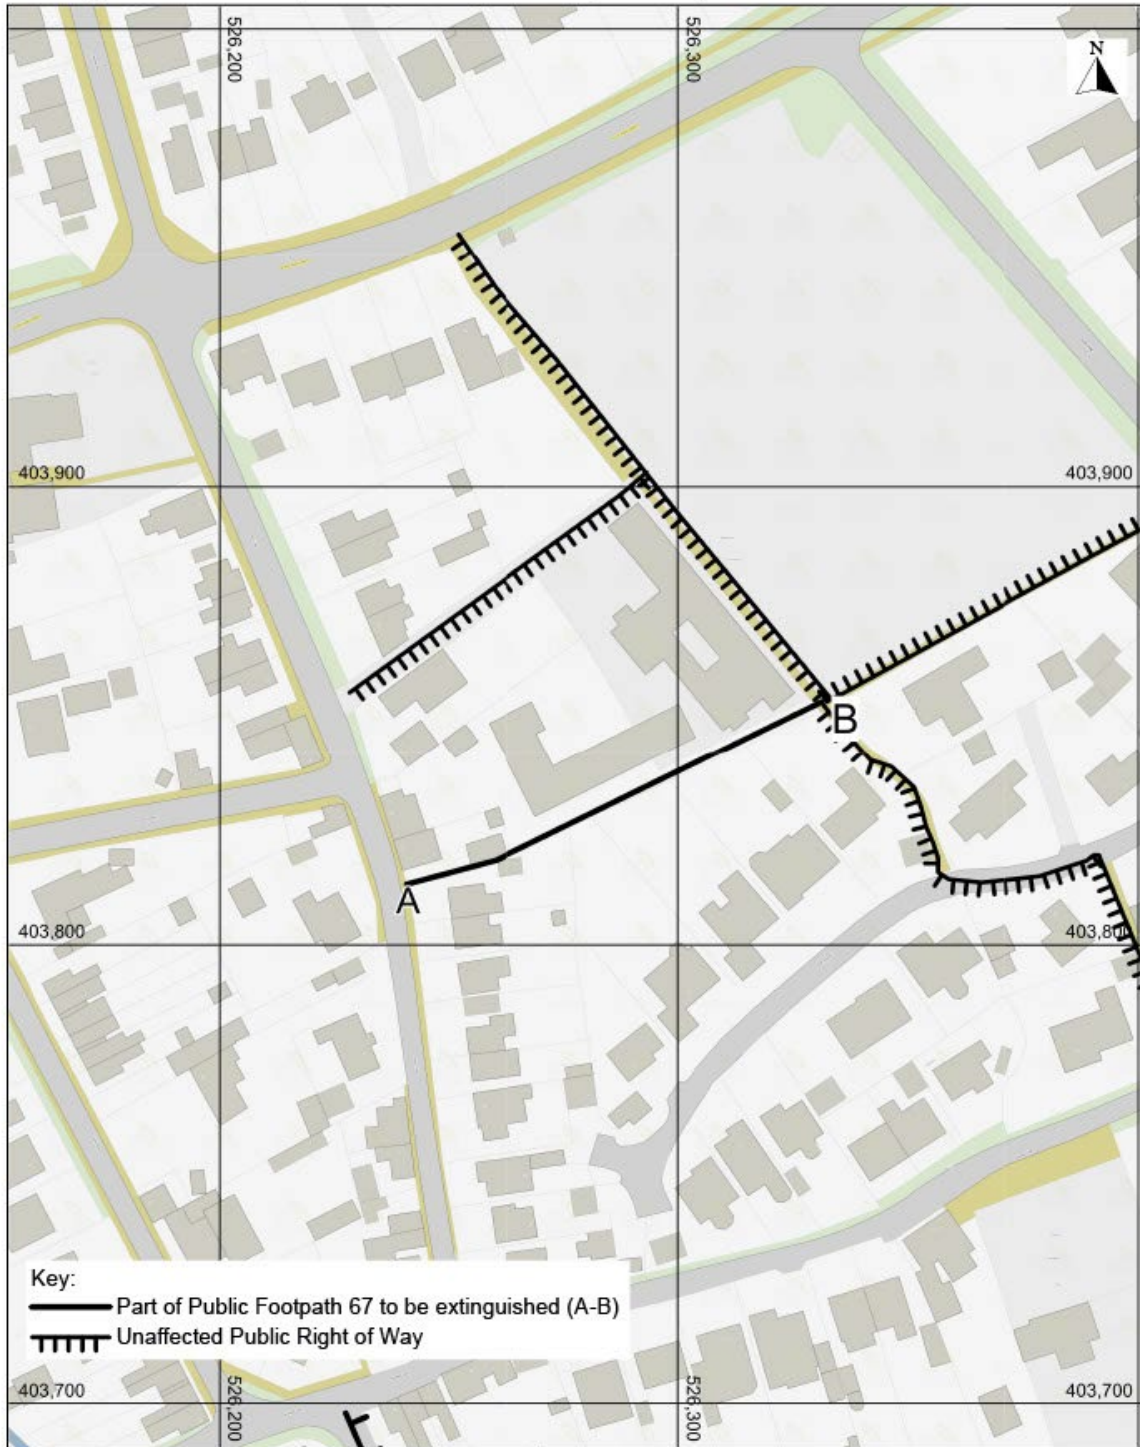 526,200
526,300
N
403,900
403,900
B
A
403,800
403,800
Key:
Part of Public Footpath 67 to be extinguished (A-B)
Unaffected Public Right of Way
403,700
526,200
526,300
403,700